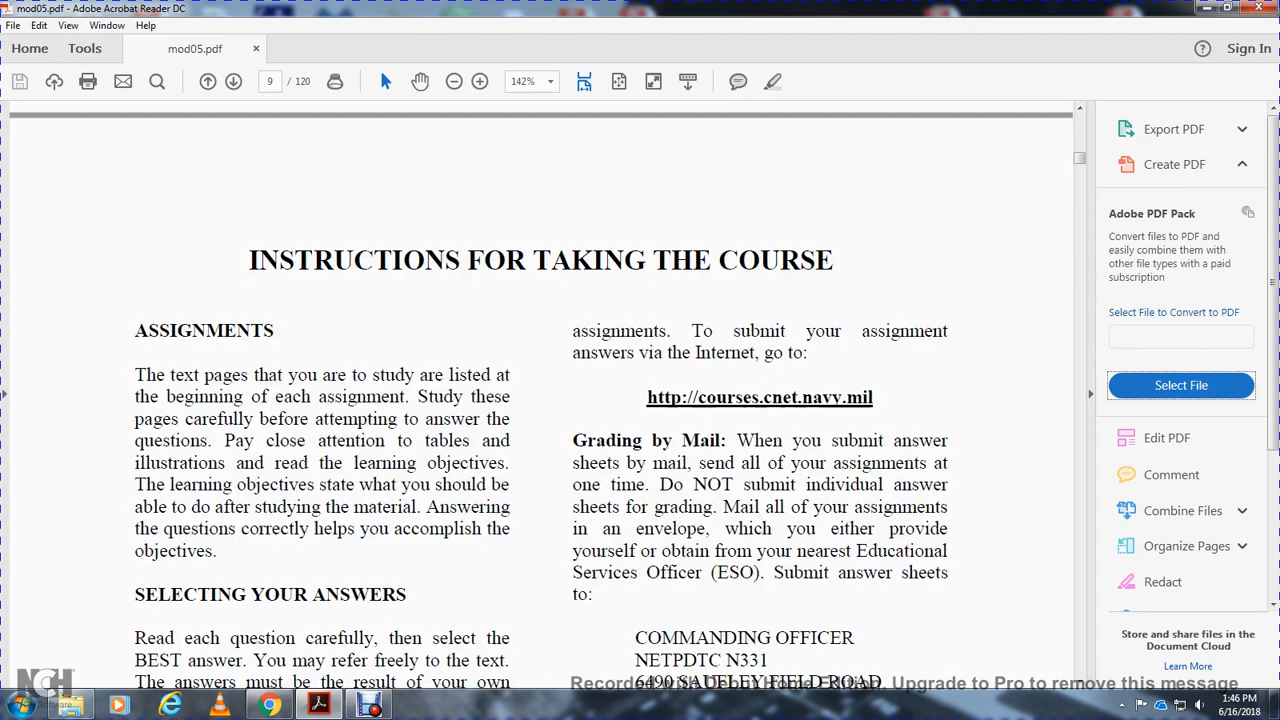 mod05.pdf - Adobe Acrobat Reader DC
File Edit View Window Help
Home Tools mod05.pdf × Sign In
9 / 120 142%
INSTRUCTIONS FOR TAKING THE COURSE
ASSIGNMENTS
The text pages that you are to study are listed at
the beginning of each assignment. Study these
pages carefully before attempting to answer the
questions. Pay close attention to tables and
illustrations and read the learning objectives.
The learning objectives state what you should be
able to do after studying the material. Answering
the questions correctly helps you accomplish the
objectives.
SELECTING YOUR ANSWERS
Read each question carefully, then select the
BEST answer. You may refer freely to the text.
The answers must be the result of your own
assignments. To submit your assignment
answers via the Internet, go to:
http://courses.cnet.navy.mil
Grading by Mail: When you submit answer
sheets by mail, send all of your assignments at
one time. Do NOT submit individual answer
sheets for grading. Mail all of your assignments
in an envelope, which you either provide
yourself or obtain from your nearest Educational
Services Officer (ESO). Submit answer sheets
to:
COMMANDING OFFICER
NETPDTC N331
6490 SAUFLEY FIELD ROAD
Export PDF
Create PDF
Adobe PDF Pack
Convert files to PDF and
easily combine them with
other file types with a paid
subscription
Select File to Convert to PDF
Select File
Edit PDF
Comment
Combine Files
Organize Pages
Redact
Store and share files in the
Document Cloud
Learn More
NCH Software
Upgrade to Pro to remove this message
1:46 PM
6/16/2018